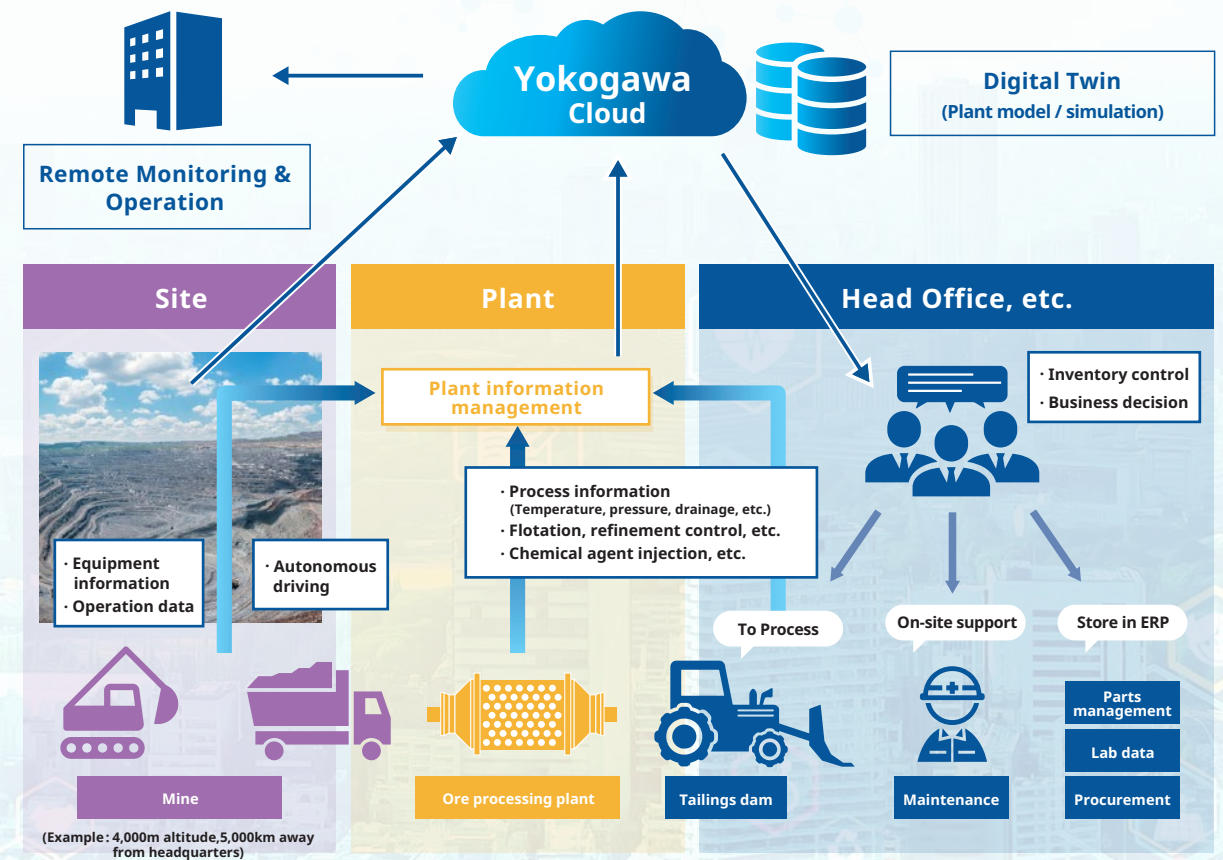 Yokogawa
Cloud
Digital Twin
(Plant model / simulation)
Remote Monitoring &
Operation
Site
Plant
Head Office, etc.
Plant information
management
· Inventory control
· Business decision
· Process information
(Temperature, pressure, drainage, etc.)
· Flotation, refinement control, etc.
· Chemical agent injection, etc.
· Equipment
information
· Operation data
· Autonomous
driving
To Process
On-site support
Store in ERP
Parts
management
Lab data
Mine
Ore processing plant
Tailings dam
Maintenance
Procurement
(Example: 4,000m altitude,5,000km away
from headquarters)